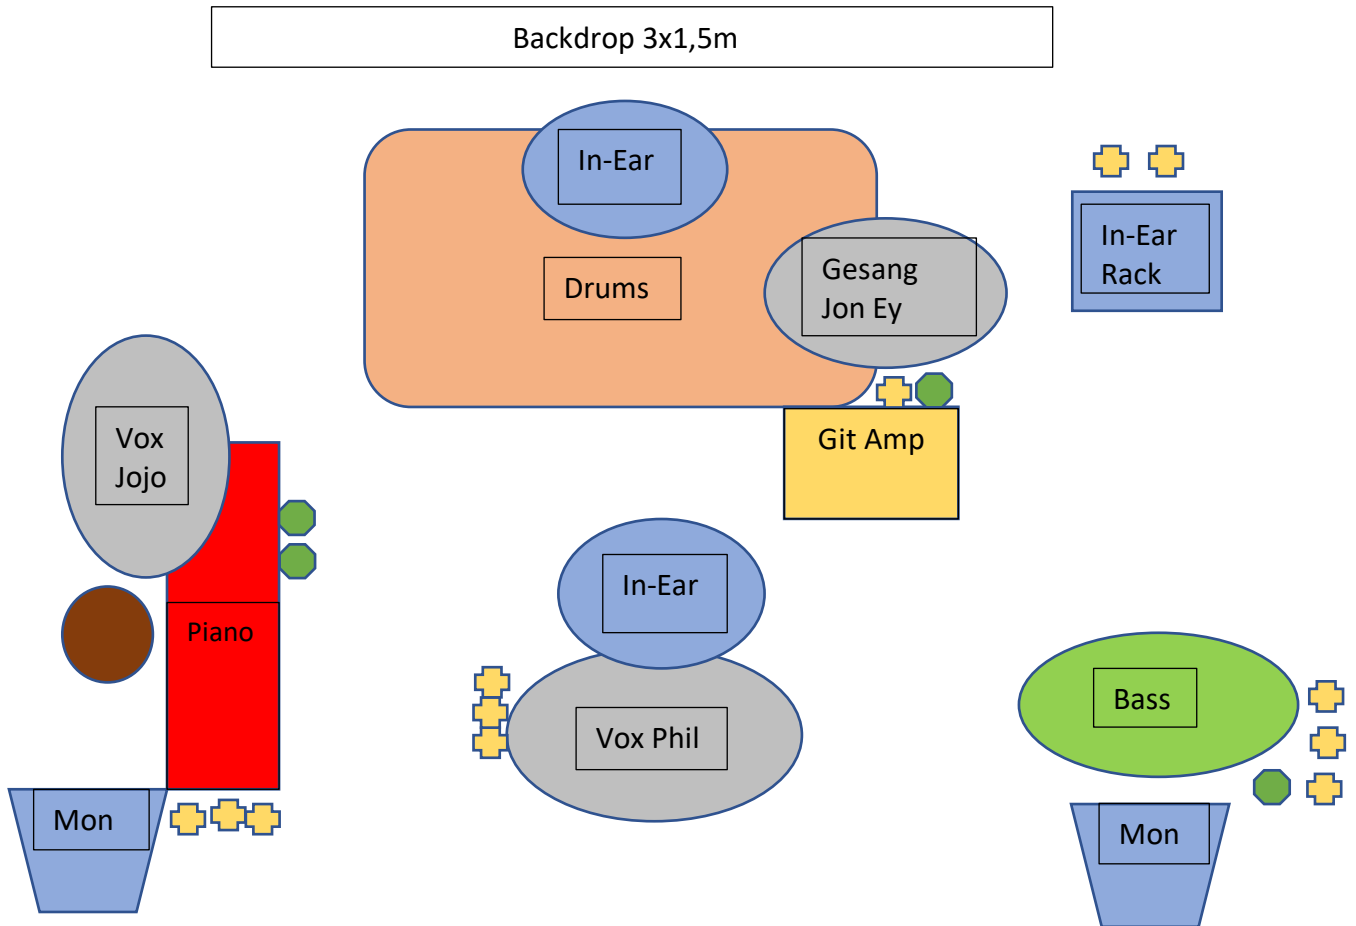 Backdrop 3x1,5m
In-Ear
In-Ear
Rack
Drums
Gesang
Jon Ey
Vox
Jojo
Git Amp
In-Ear
Piano
Bass
Vox Phil
Mon
Mon